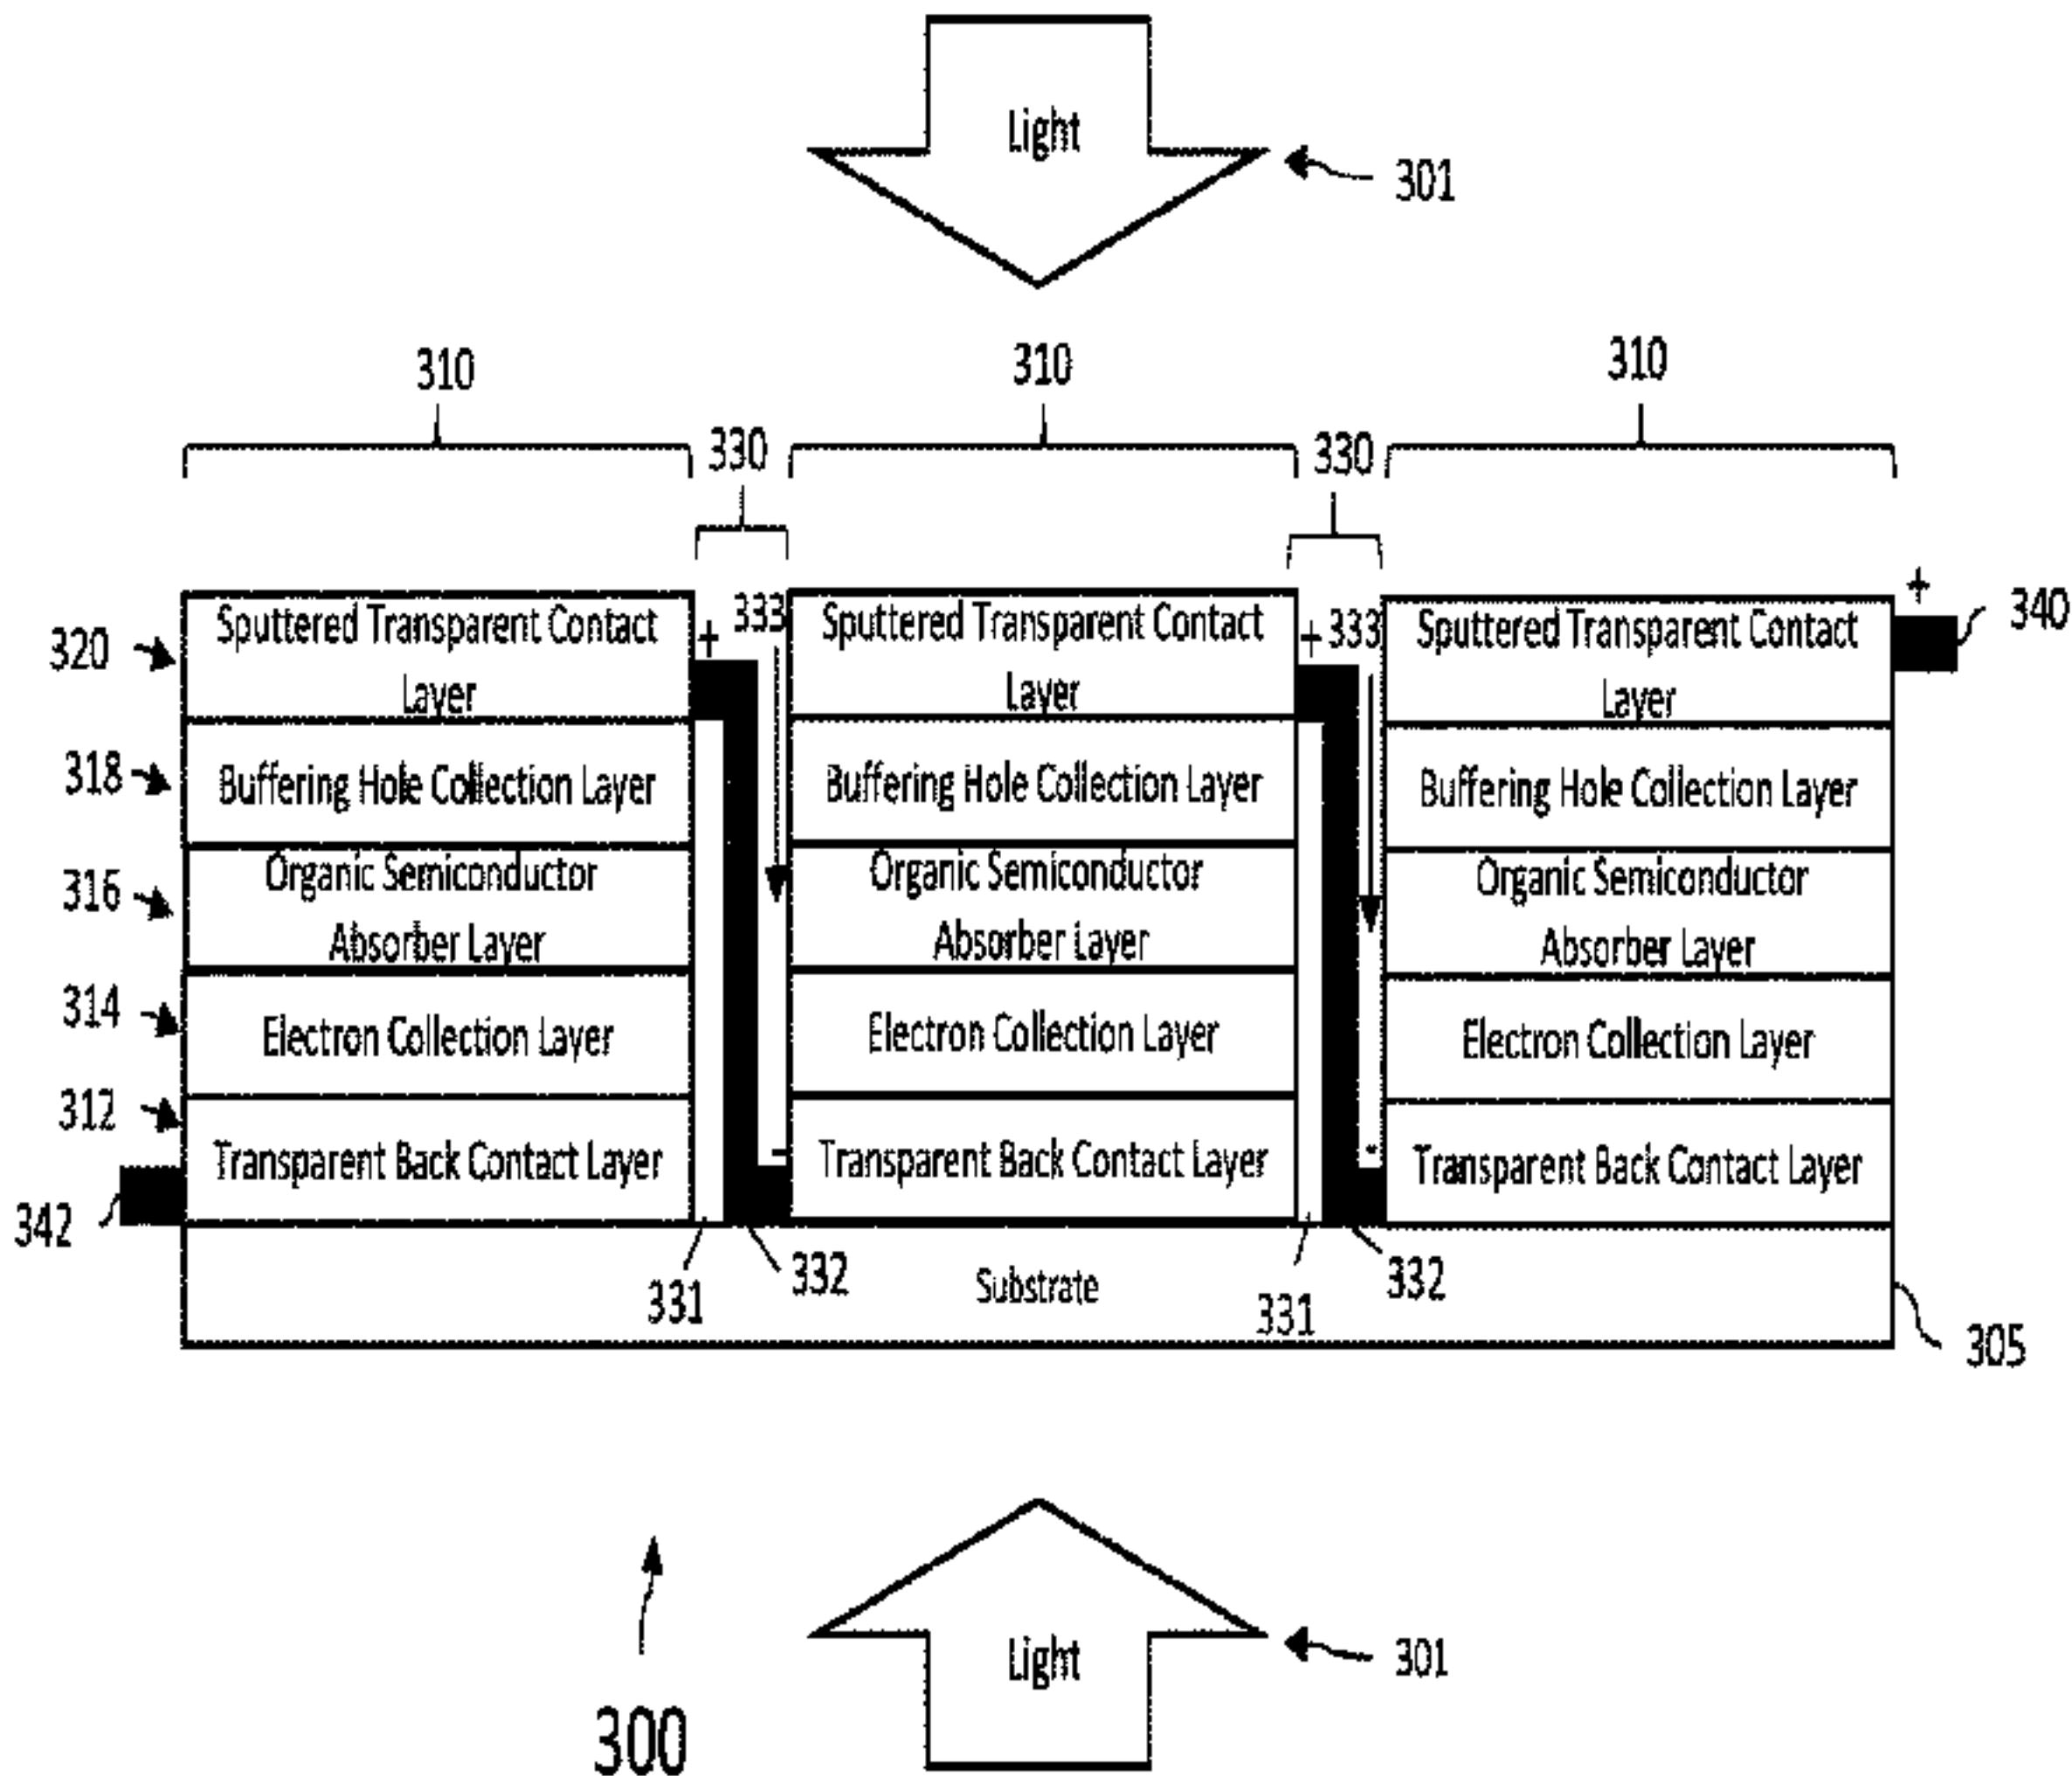 Light
301
310
310
310
330
330
320
Sputtered Transparent Contact
Layer
+
333
Sputtered Transparent Contact
Layer
+
333
Sputtered Transparent Contact
Layer
+
340
318
Buffering Hole Collection Layer
Buffering Hole Collection Layer
Buffering Hole Collection Layer
316
Organic Semiconductor
Absorber Layer
Organic Semiconductor
Absorber Layer
Organic Semiconductor
Absorber Layer
314
Electron Collection Layer
Electron Collection Layer
Electron Collection Layer
312
Transparent Back Contact Layer
-
Transparent Back Contact Layer
-
Transparent Back Contact Layer
342
331
332
Substrate
331
332
305
300
Light
301